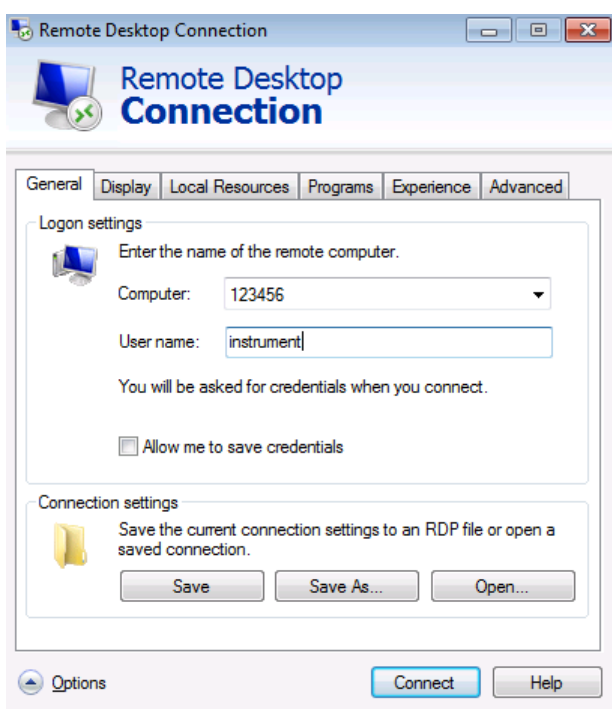 Remote Desktop Connection
Remote Desktop
Connection
General Display Local Resources Programs Experience Advanced
Logon settings
Enter the name of the remote computer.
Computer: 123456
User name: instrument
You will be asked for credentials when you connect.
Allow me to save credentials
Connection settings
Save the current connection settings to an RDP file or open a
saved connection.
Save Save As... Open...
Options Connect Help